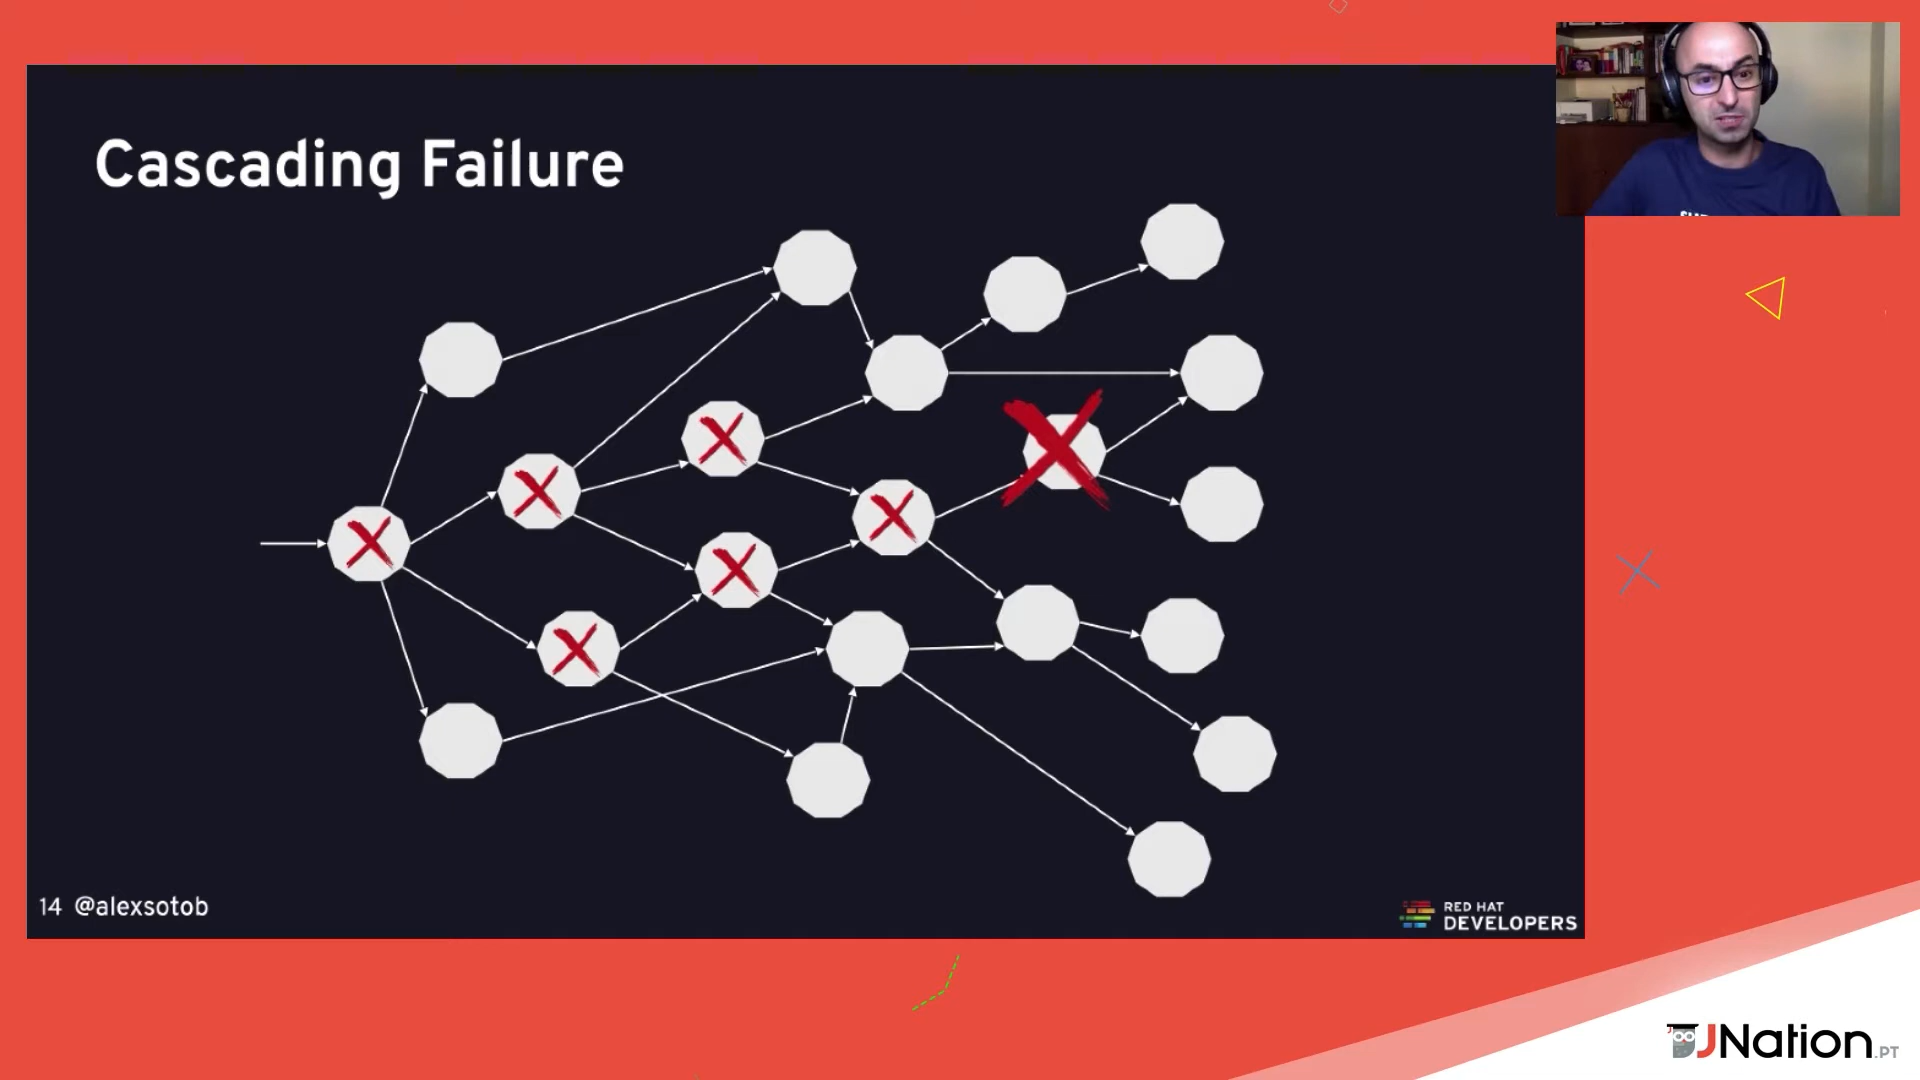 Cascading Failure
14 @alexsotob
RED HAT
DEVELOPERS
JNation.PT